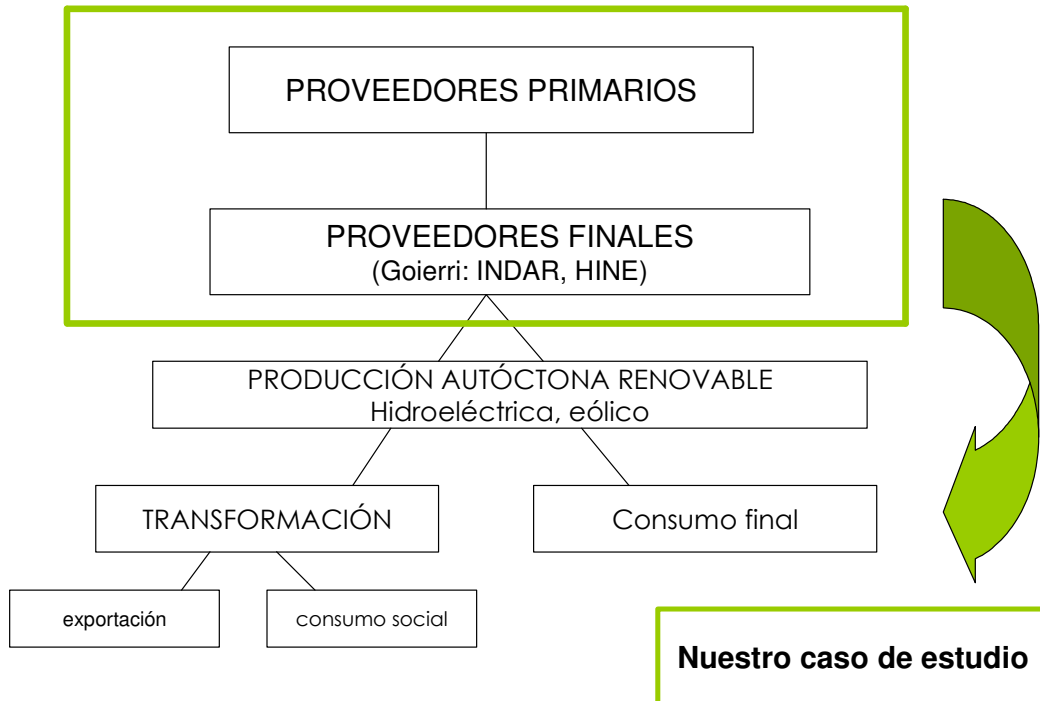 PROVEEDORES PRIMARIOS
PROVEEDORES FINALES
(Goierri: INDAR, HINE)
PRODUCCIÓN AUTÓCTONA RENOVABLE
Hidroeléctrica, eólico
TRANSFORMACIÓN
Consumo final
exportación
consumo social
Nuestro caso de estudio